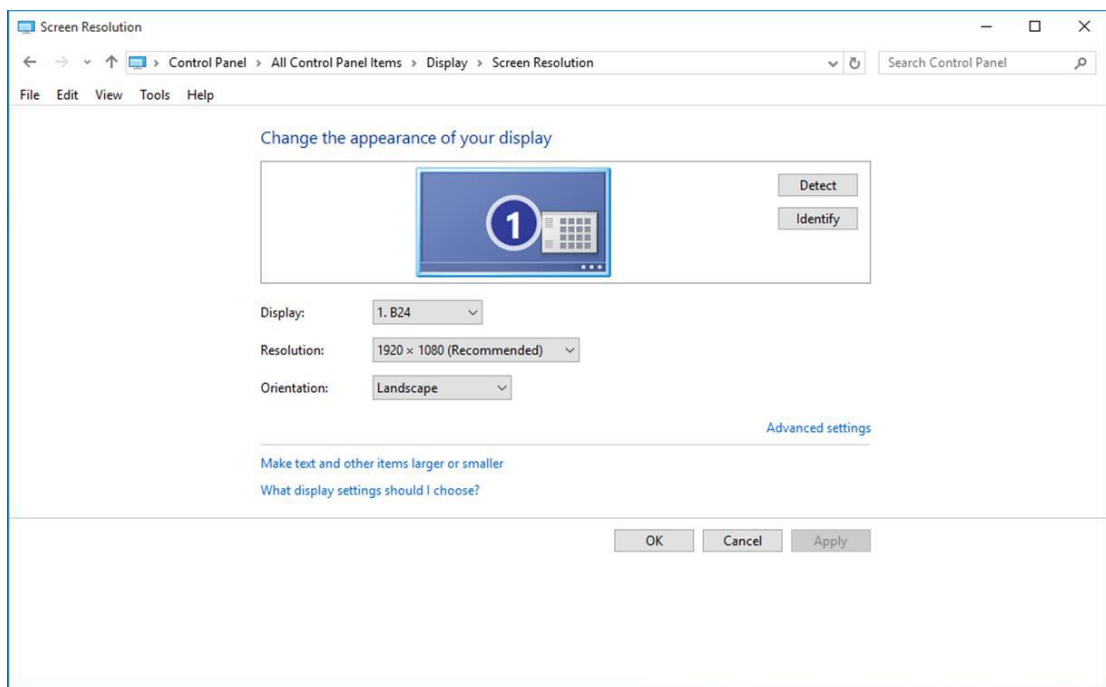 Screen Resolution
Control Panel > All Control Panel Items > Display > Screen Resolution
Search Control Panel
File Edit View Tools Help
Change the appearance of your display
1
Detect
Identify
Display: 1. B24
Resolution: 1920 × 1080 (Recommended)
Orientation: Landscape
Advanced settings
Make text and other items larger or smaller
What display settings should I choose?
OK Cancel Apply